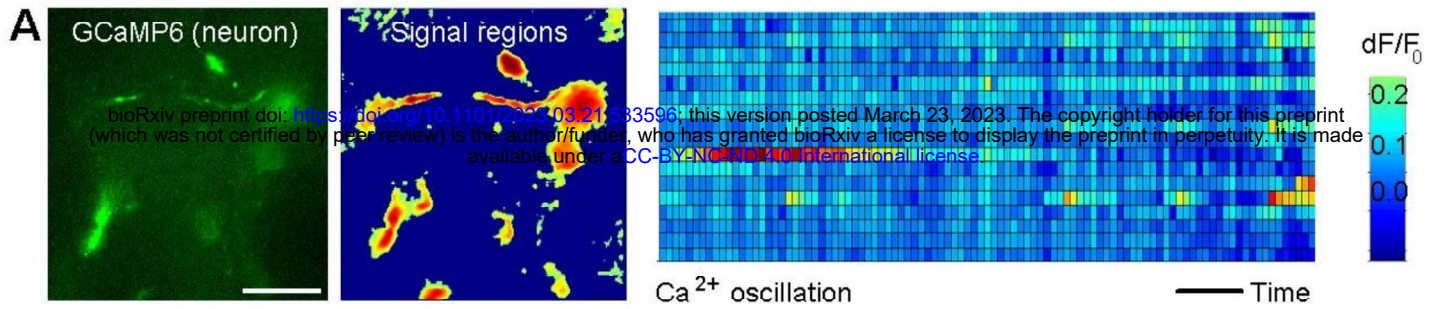 A
GCaMP6 (neuron)
Signal regions
dF/F0
0.2
0.1
0.0
bioRxiv preprint doi: https://doi.org/10.1101/2023.03.21.533596; this version posted March 23, 2023. The copyright holder for this preprint
(which was not certified by peer review) is the author/funder, who has granted bioRxiv a license to display the preprint in perpetuity. It is made
available under aCC-BY-NC-ND 4.0 International license.
Ca 2+ oscillation
Time